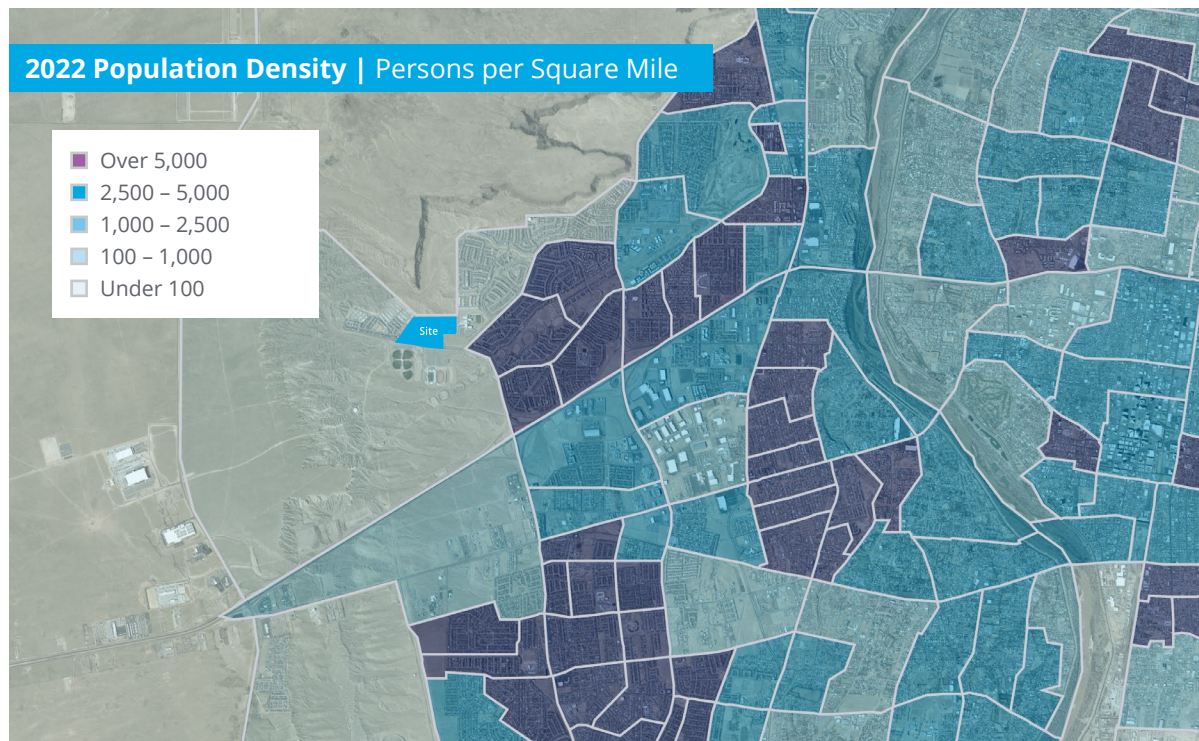 2022 Population Density | Persons per Square Mile
Over 5,000
2,500 – 5,000
1,000 – 2,500
100 – 1,000
Under 100
Site